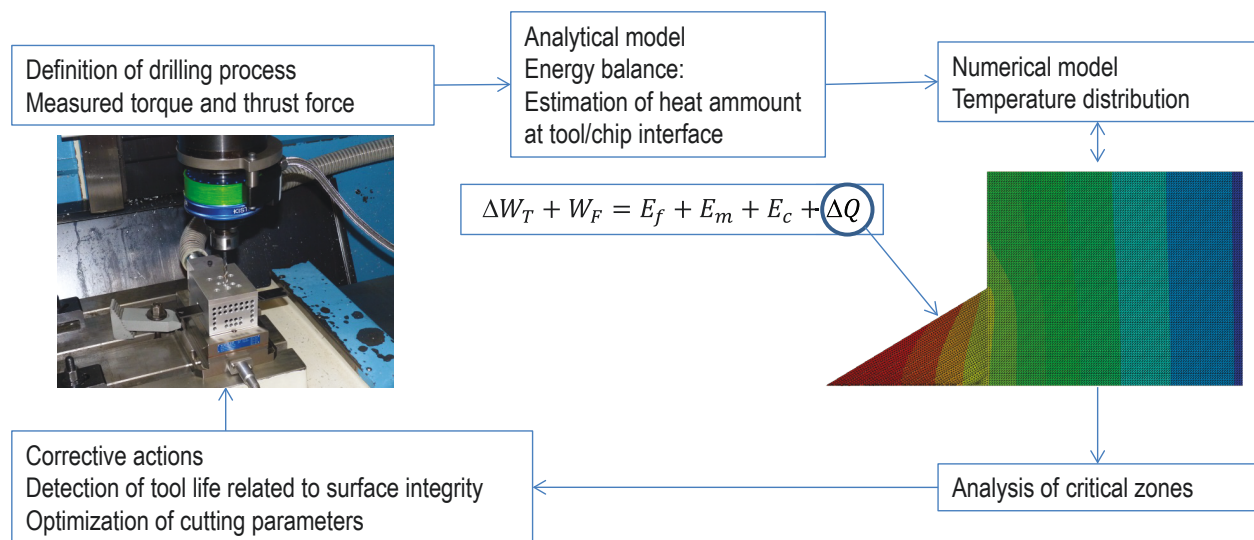 Definition of drilling process
Measured torque and thrust force
Analytical model
Energy balance:
Estimation of heat ammount
at tool/chip interface
Numerical model
Temperature distribution
ΔW_T + W_F = E_f + E_m + E_c + ΔQ
Corrective actions
Detection of tool life related to surface integrity
Optimization of cutting parameters
Analysis of critical zones